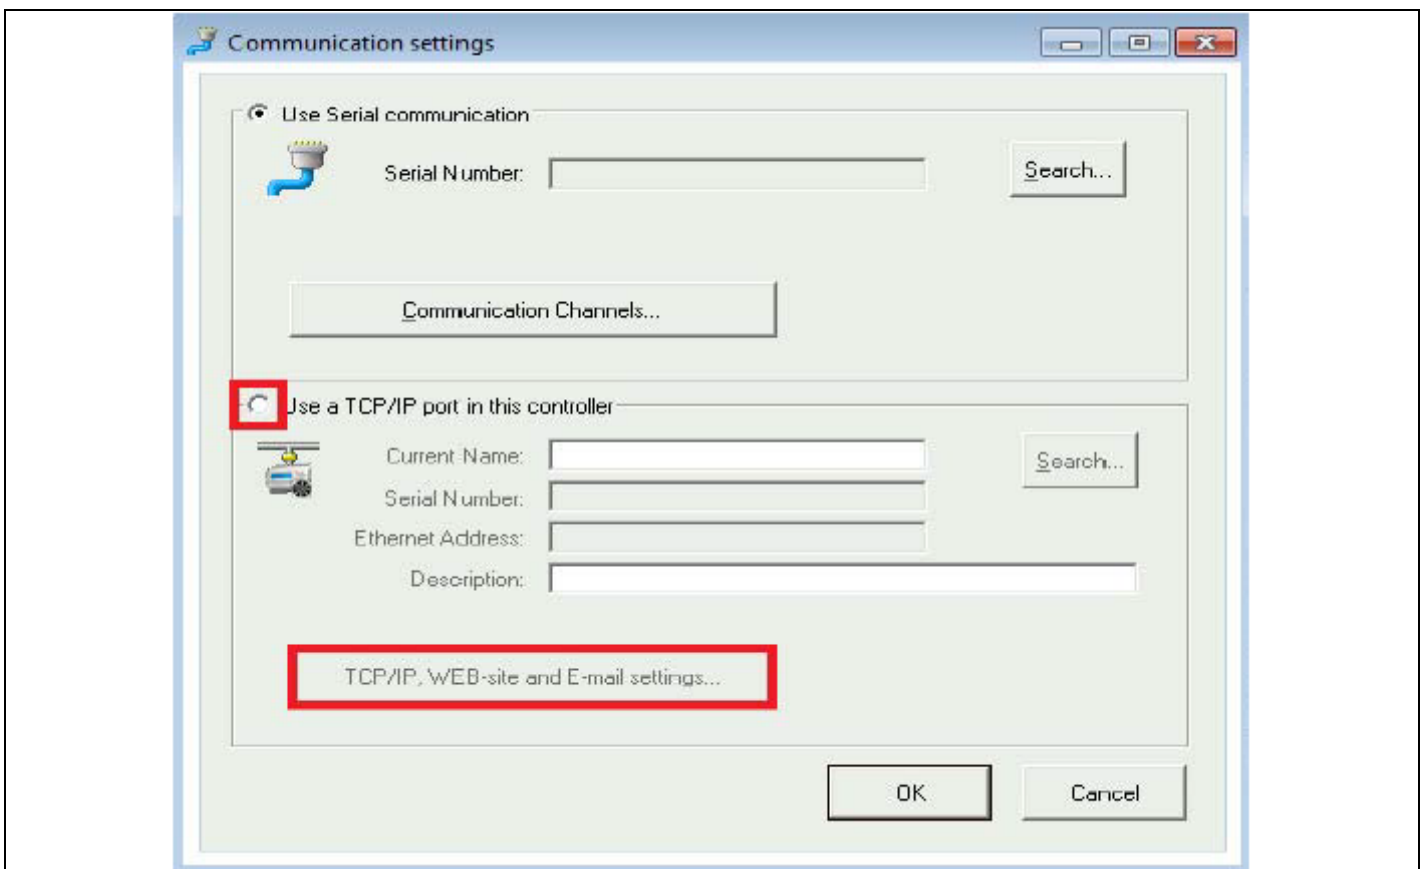 Communication settings
Use Serial communication
Serial Number:
Search...
Communication Channels...
Use a TCP/IP port in this controller
Current Name:
Search...
Serial Number:
Ethernet Address:
Description:
TCP/IP, WEB-site and E-mail settings...
OK
Cancel